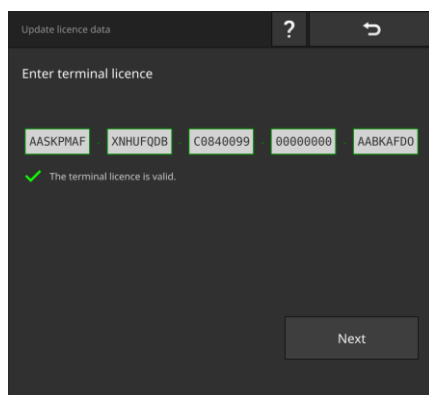 Update licence data ?
Enter terminal licence
AASKPMAF - XNHUFQDB - C0840099 - 00000000 - AABKAFDO
The terminal licence is valid.
Next